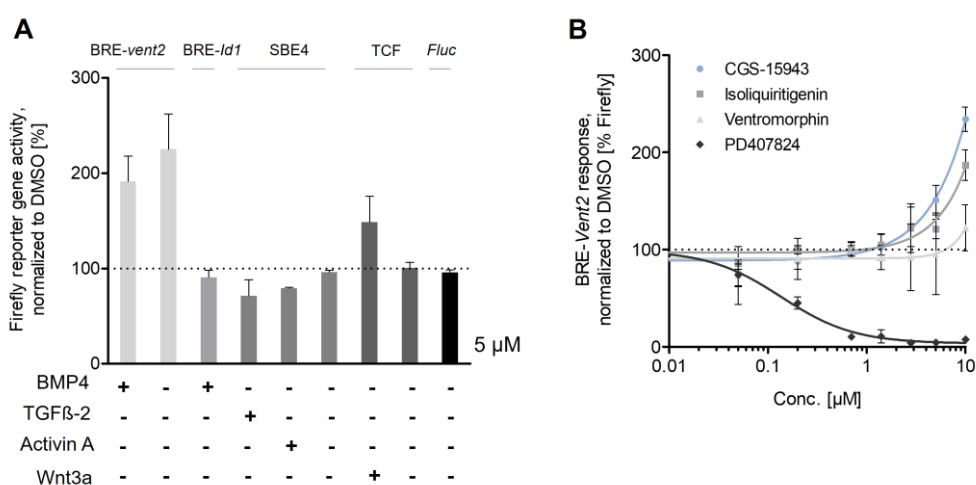 A
BRE-vent2 BRE-Id1 SBE4 TCF Fluc
Firefly reporter gene activity,
normalized to DMSO [%]
300
200
100
0
5 µM
BMP4 + - + - - - - - -
TGFß-2 - - - + - - - - -
Activin A - - - - + - - - -
Wnt3a - - - - - - + - -
B
CGS-15943
Isoliquiritigenin
Ventromorphin
PD407824
BRE-Vent2 response,
normalized to DMSO [% Firefly]
300
200
100
0
0.01 0.1 1 10
Conc. [µM]